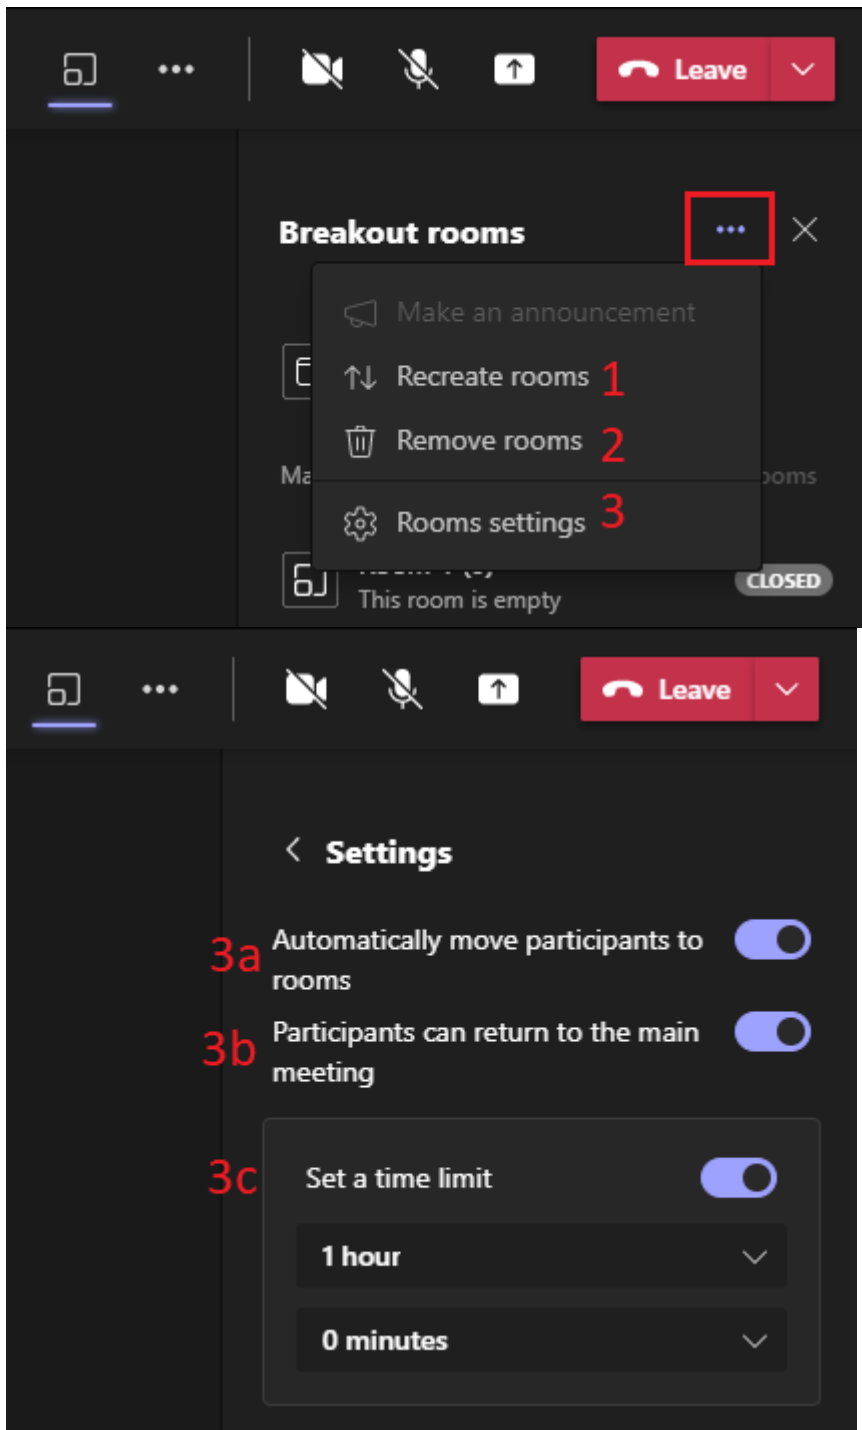 Leave
Breakout rooms
Make an announcement
Recreate rooms 1
Remove rooms 2
Ma
ooms
Rooms settings 3
This room is empty
CLOSED
Leave
Settings
3a Automatically move participants to
rooms
3b Participants can return to the main
meeting
3c Set a time limit
1 hour
0 minutes